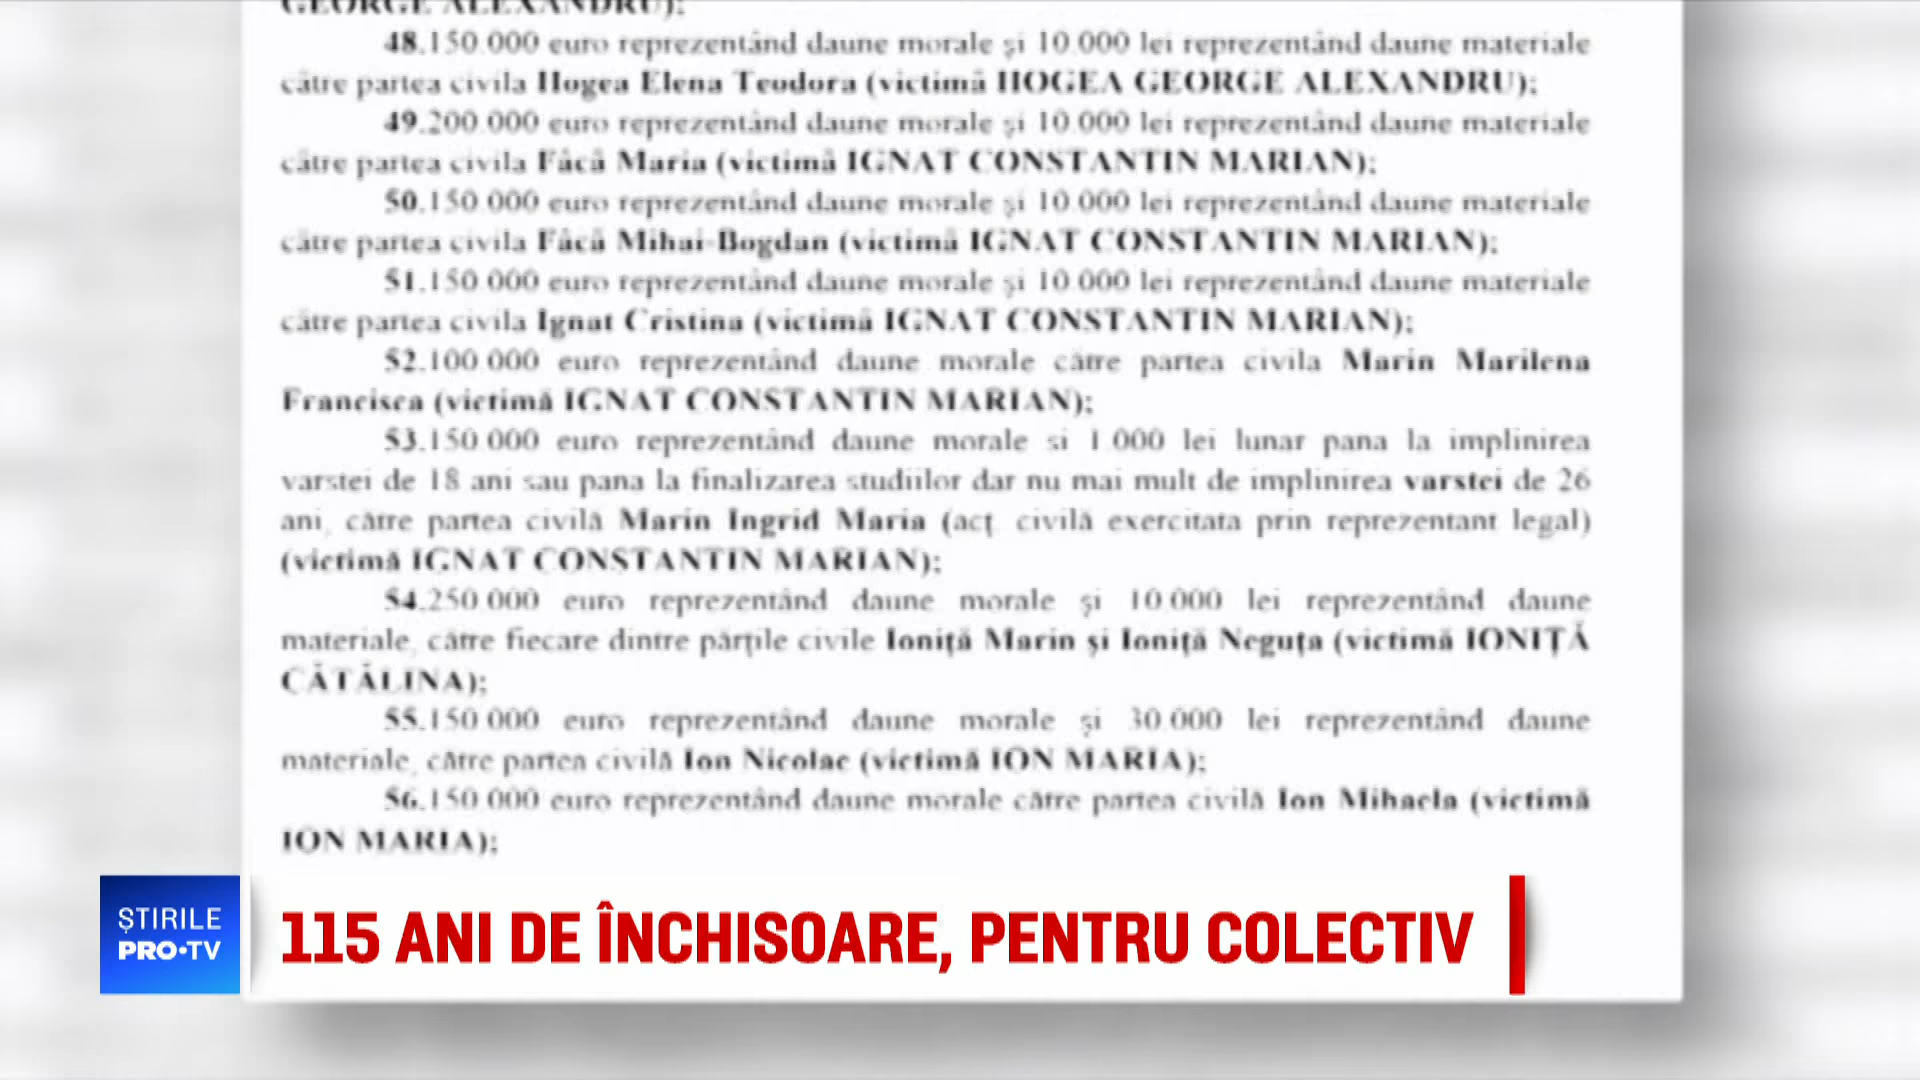 GEORGE ALEXANDRU);
48.150.000 euro reprezentând daune morale și 10.000 lei reprezentând daune materiale
către partea civila Hogea Elena Teodora (victimă HOGEA GEORGE ALEXANDRU);
49.200.000 euro reprezentând daune morale și 10.000 lei reprezentând daune materiale
către partea civila Fâcă Maria (victimă IGNAT CONSTANTIN MARIAN);
50.150.000 euro reprezentând daune morale și 10.000 lei reprezentând daune materiale
către partea civila Fâcă Mihai-Bogdan (victimă IGNAT CONSTANTIN MARIAN);
51.150.000 euro reprezentând daune morale și 10.000 lei reprezentând daune materiale
către partea civila Ignat Cristina (victimă IGNAT CONSTANTIN MARIAN);
52.100.000 euro reprezentând daune morale către partea civila Marin Marilena
Francisca (victimă IGNAT CONSTANTIN MARIAN);
53.150.000 euro reprezentând daune morale si 1.000 lei lunar pana la implinirea
varstei de 18 ani sau pana la finalizarea studiilor dar nu mai mult de implinirea varstei de 26
ani, către partea civilă Marin Ingrid Maria (acț. civilă exercitata prin reprezentant legal)
(victimă IGNAT CONSTANTIN MARIAN);
54.250.000 euro reprezentând daune morale și 10.000 lei reprezentând daune
materiale, către fiecare dintre părțile civile Ioniță Marin și Ioniță Neguța (victimă IONIȚĂ
CĂTĂLINA);
55.150.000 euro reprezentând daune morale și 30.000 lei reprezentând daune
materiale, către partea civilă Ion Nicolae (victimă ION MARIA);
56.150.000 euro reprezentând daune morale către partea civilă Ion Mihaela (victimă
ION MARIA);
ȘTIRILE
PRO•TV
115 ANI DE ÎNCHISOARE, PENTRU COLECTIV